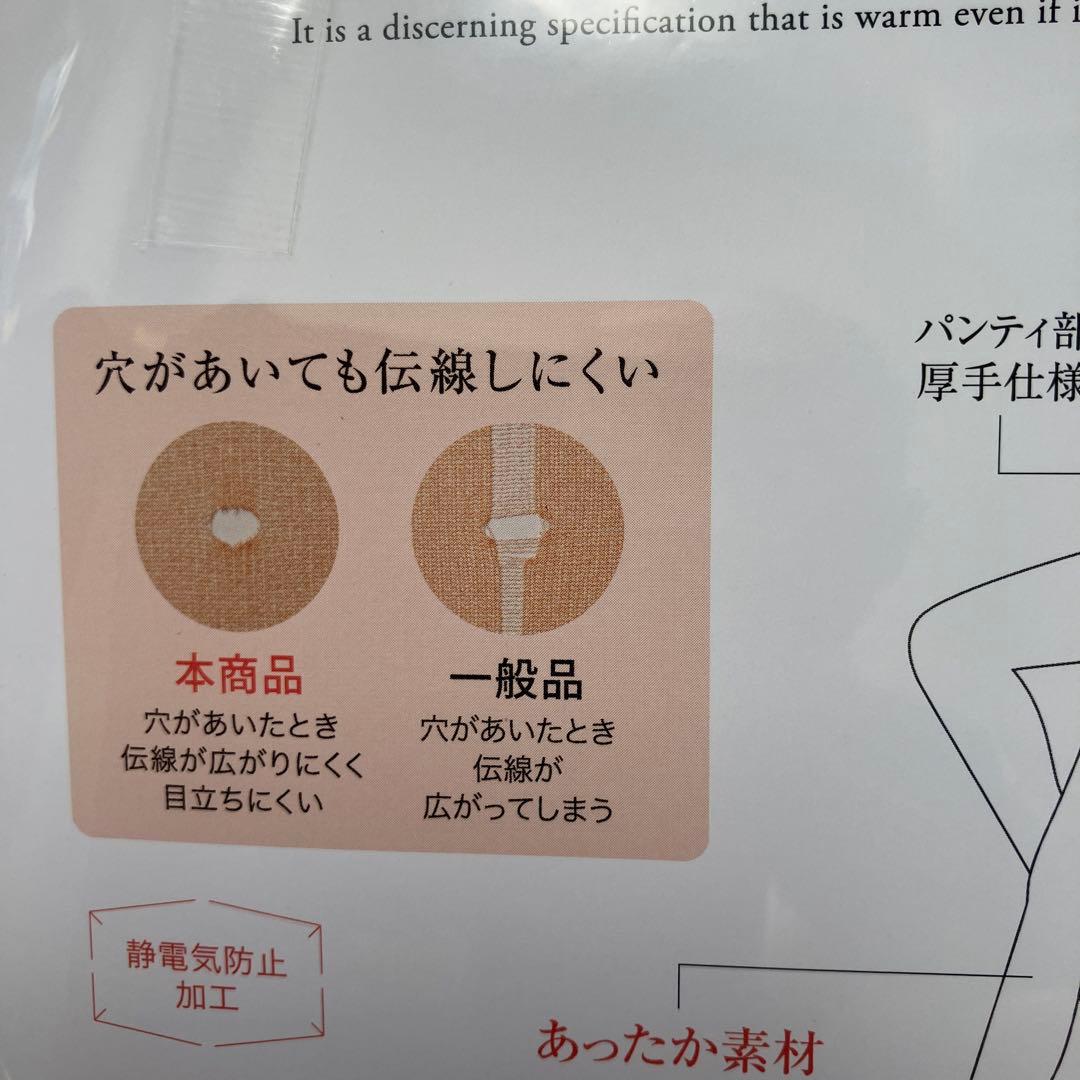 It is a discerning specification that is warm even if
穴があいても伝線しにくい
本商品
穴があいたとき
伝線が広がりにくく
目立ちにくい
一般品
穴があいたとき
伝線が
広がってしまう
パンティ部
厚手仕様
静電気防止
加工
あったか素材